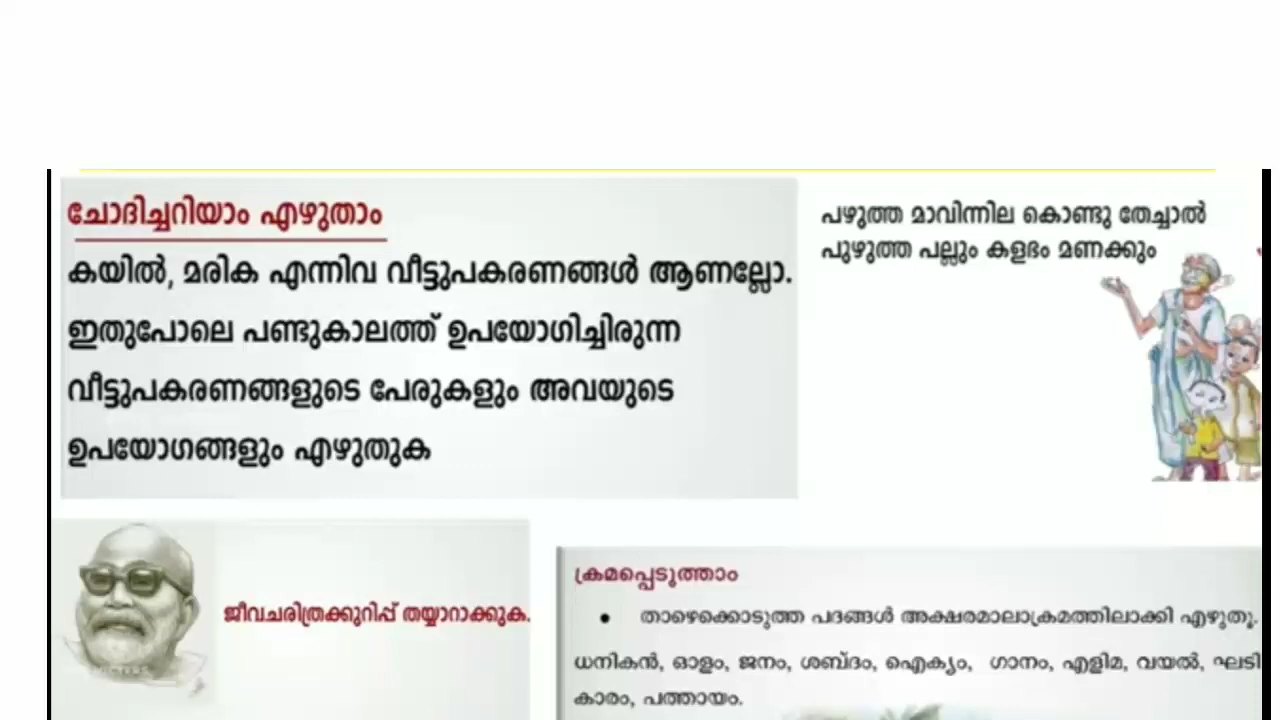 ചോദിച്ചറിയാം എഴുതാം
കയിൽ, മരിക എന്നിവ വീട്ടുപകരണങ്ങൾ ആണല്ലോ.
ഇതുപോലെ പണ്ടുകാലത്ത് ഉപയോഗിച്ചിരുന്ന
വീട്ടുപകരണങ്ങളുടെ പേരുകളും അവയുടെ
ഉപയോഗങ്ങളും എഴുതുക
പഴുത്ത മാവിന്നില കൊണ്ടു തേച്ചാൽ
പുഴുത്ത പല്ലും കളഭം മണക്കും
ജീവചരിത്രക്കുറിപ്പ് തയ്യാറാക്കുക.
ക്രമപ്പെടുത്താം
• താഴെക്കൊടുത്ത പദങ്ങൾ അക്ഷരമാലാക്രമത്തിലാക്കി എഴുതൂ.
ധനികൻ, ഓളം, ജനം, ശബ്ദം, ഐക്യം, ഗാനം, എളിമ, വയൽ, ഘടി
കാരം, പത്തായം.